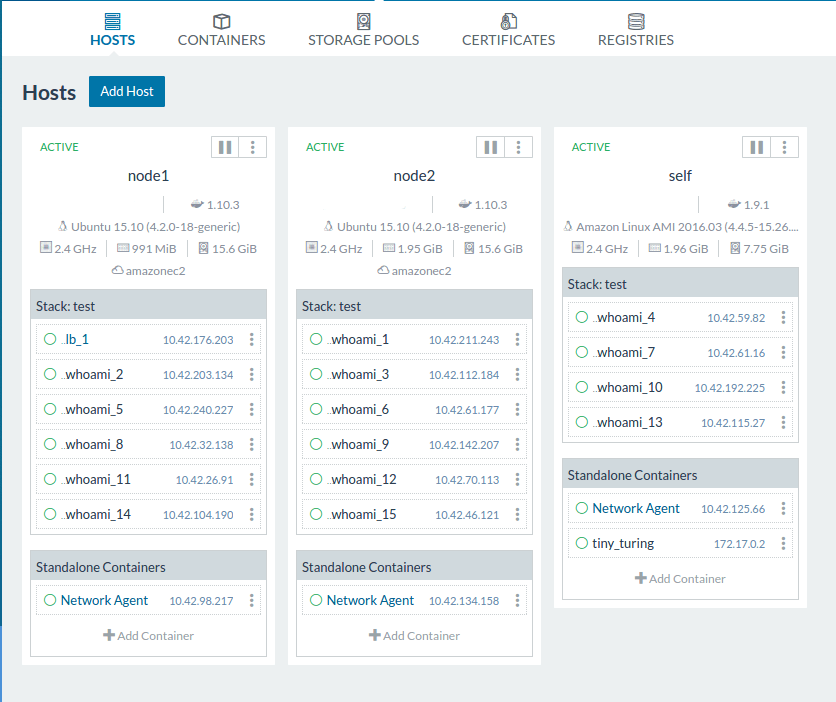 HOSTS CONTAINERS STORAGE POOLS CERTIFICATES REGISTRIES
Hosts Add Host
ACTIVE
node1
1.10.3
Ubuntu 15.10 (4.2.0-18-generic)
2.4 GHz 991 MiB 15.6 GiB
amazonec2
Stack: test
..lb_1 10.42.176.203
..whoami_2 10.42.203.134
..whoami_5 10.42.240.227
..whoami_8 10.42.32.138
..whoami_11 10.42.26.91
..whoami_14 10.42.104.190
Standalone Containers
Network Agent 10.42.98.217
Add Container
ACTIVE
node2
1.10.3
Ubuntu 15.10 (4.2.0-18-generic)
2.4 GHz 1.95 GiB 15.6 GiB
amazonec2
Stack: test
..whoami_1 10.42.211.243
..whoami_3 10.42.112.184
..whoami_6 10.42.61.177
..whoami_9 10.42.142.207
..whoami_12 10.42.70.113
..whoami_15 10.42.46.121
Standalone Containers
Network Agent 10.42.134.158
Add Container
ACTIVE
self
1.9.1
Amazon Linux AMI 2016.03 (4.4.5-15.26....
2.4 GHz 1.96 GiB 7.75 GiB
Stack: test
..whoami_4 10.42.59.82
..whoami_7 10.42.61.16
..whoami_10 10.42.192.225
..whoami_13 10.42.115.27
Standalone Containers
Network Agent 10.42.125.66
tiny_turing 172.17.0.2
Add Container